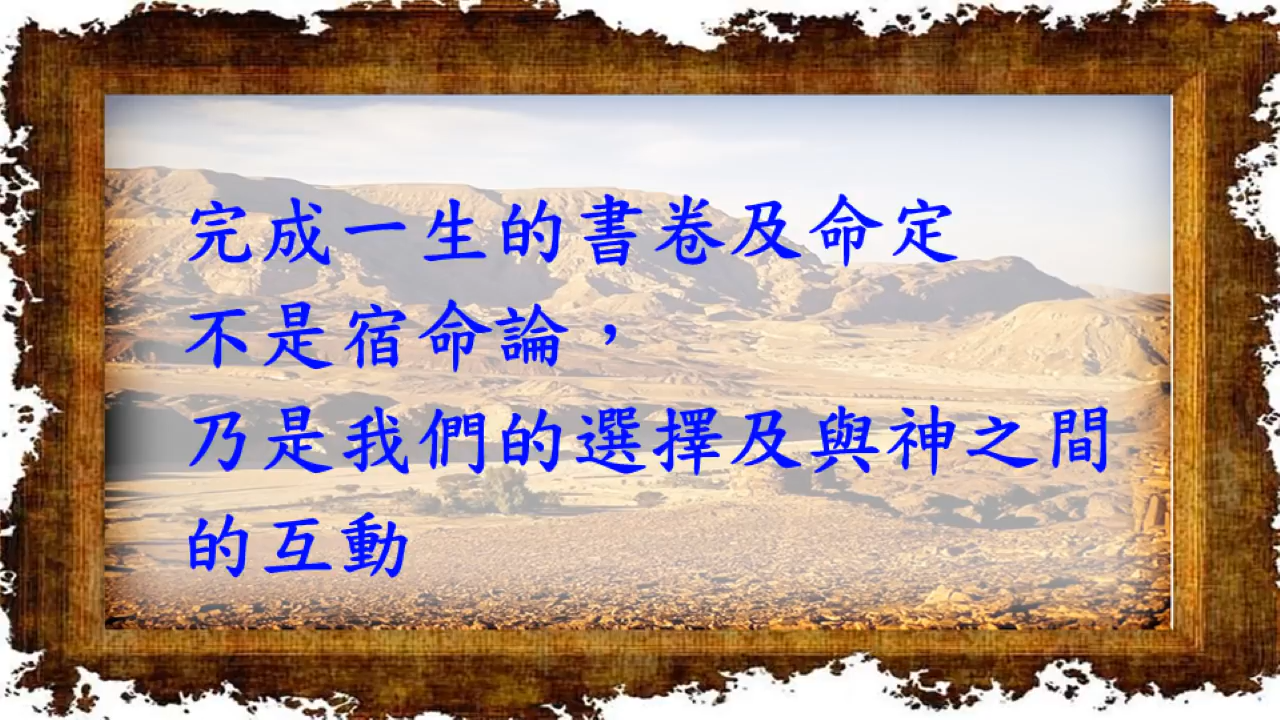 完成一生的書卷及命定
不是宿命論，
乃是我們的選擇及與神之間
的互動